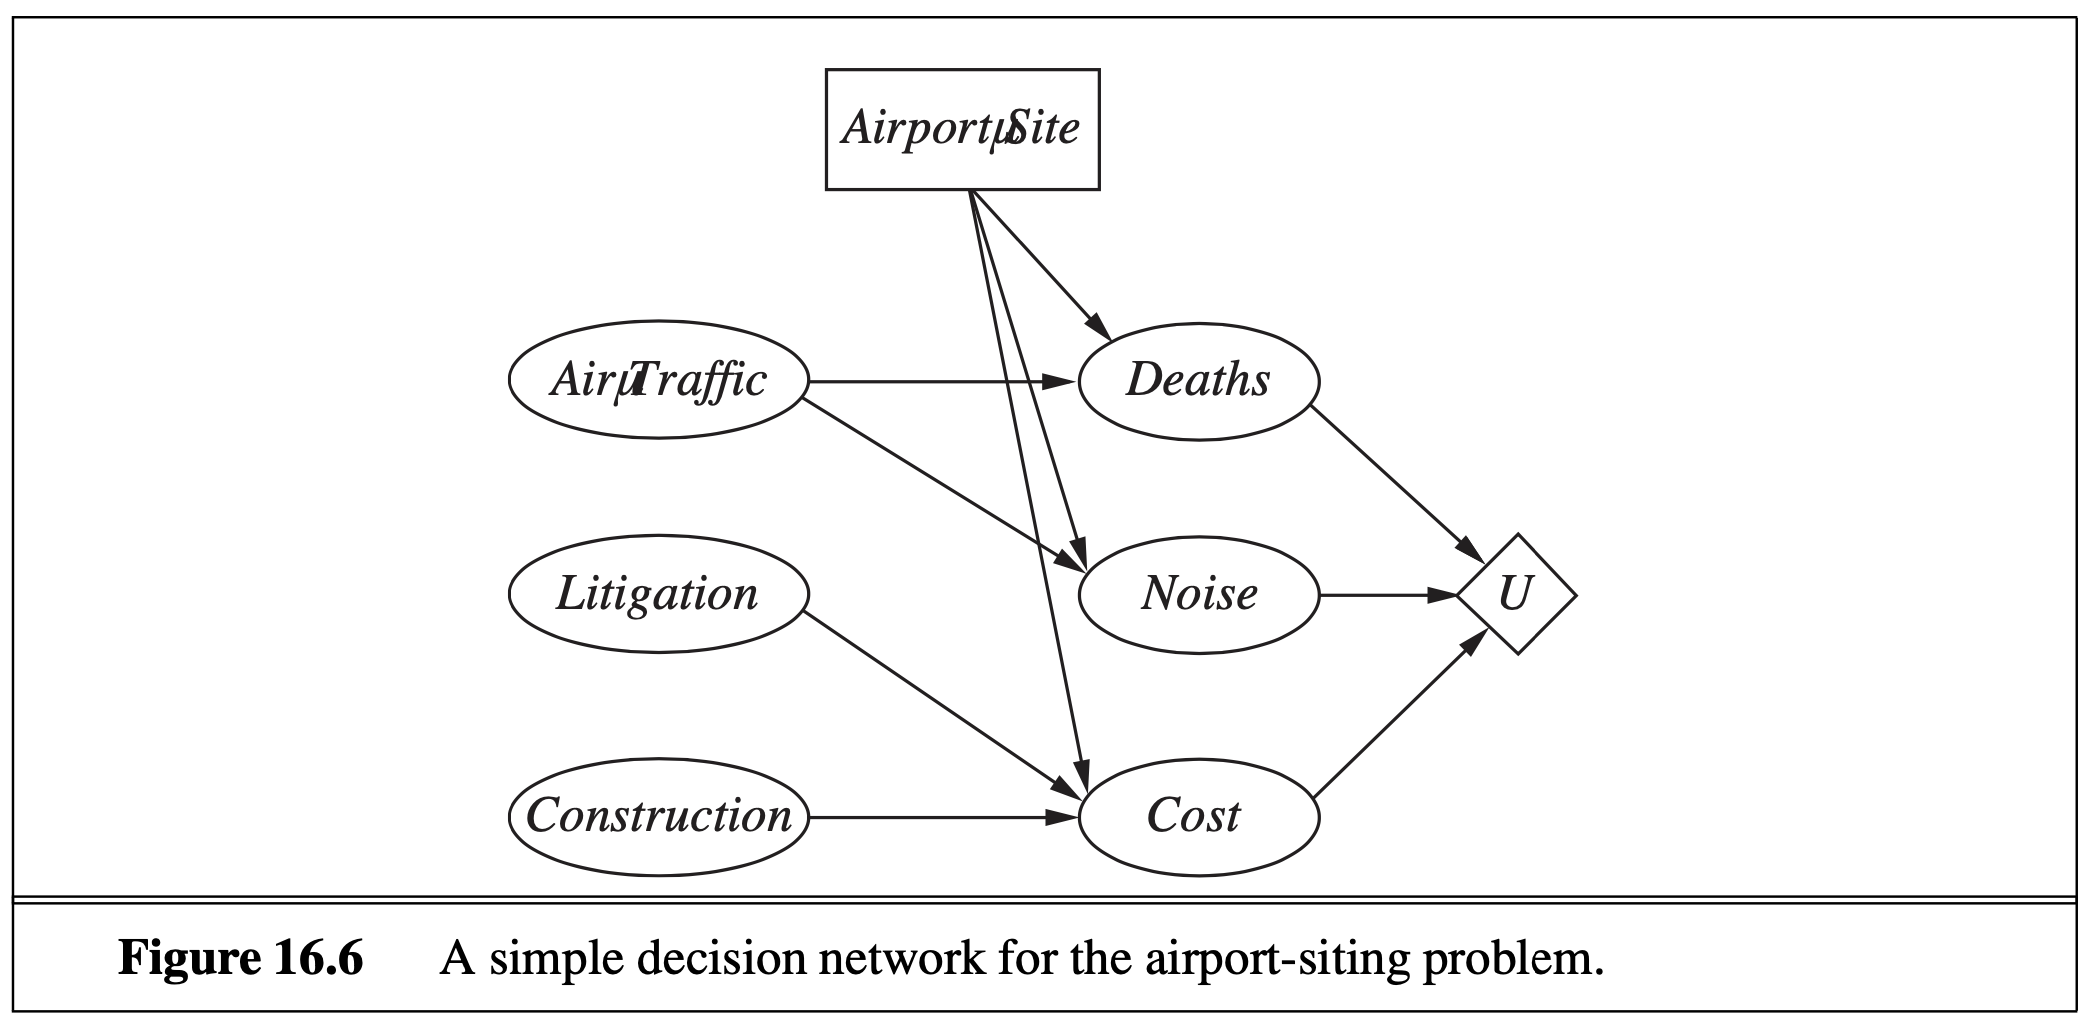 AirportμSite
AirμTraffic
Deaths
Litigation
Noise
U
Construction
Cost
Figure 16.6 A simple decision network for the airport-siting problem.